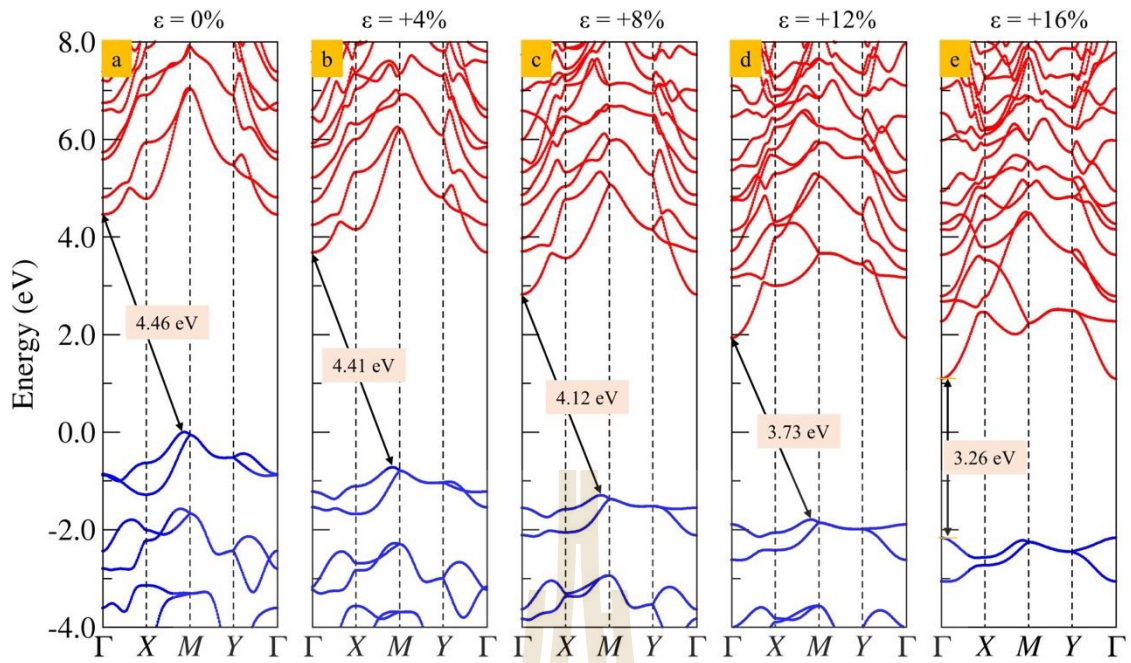 ε = 0% ε = +4% ε = +8% ε = +12% ε = +16%
8.0 a b c d e
6.0
4.0
4.46 eV 4.41 eV 4.12 eV 3.73 eV 3.26 eV
2.0
0.0
-2.0
-4.0
Energy (eV)
Γ X M Y Γ Γ X M Y Γ Γ X M Y Γ Γ X M Y Γ Γ X M Y Γ